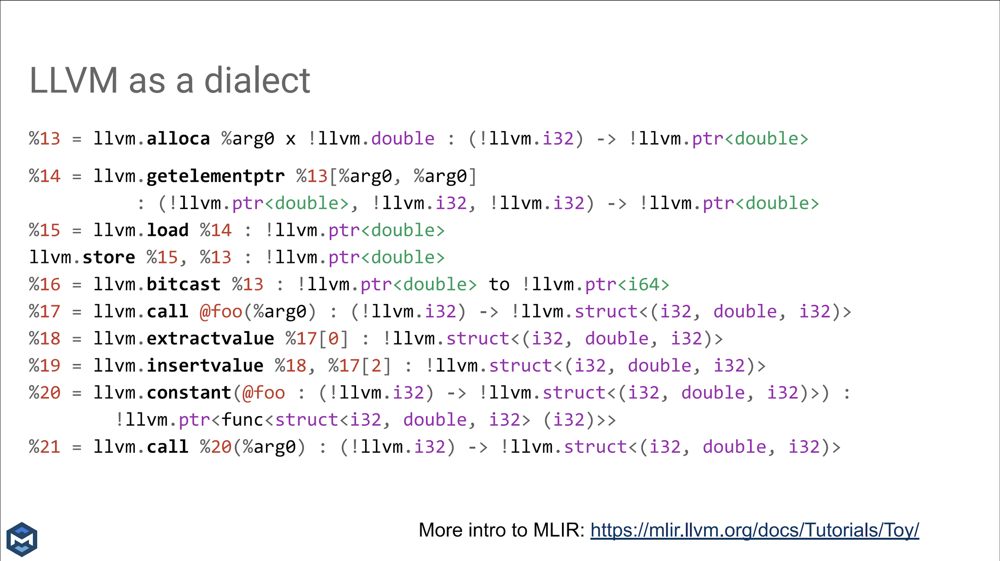 LLVM as a dialect
%13 = llvm.alloca %arg0 x !llvm.double : (!llvm.i32) -> !llvm.ptr<double>
%14 = llvm.getelementptr %13[%arg0, %arg0]
: (!llvm.ptr<double>, !llvm.i32, !llvm.i32) -> !llvm.ptr<double>
%15 = llvm.load %14 : !llvm.ptr<double>
llvm.store %15, %13 : !llvm.ptr<double>
%16 = llvm.bitcast %13 : !llvm.ptr<double> to !llvm.ptr<i64>
%17 = llvm.call @foo(%arg0) : (!llvm.i32) -> !llvm.struct<(i32, double, i32)>
%18 = llvm.extractvalue %17[0] : !llvm.struct<(i32, double, i32)>
%19 = llvm.insertvalue %18, %17[2] : !llvm.struct<(i32, double, i32)>
%20 = llvm.constant(@foo : (!llvm.i32) -> !llvm.struct<(i32, double, i32)>) :
!llvm.ptr<func<struct<i32, double, i32> (i32)>>
%21 = llvm.call %20(%arg0) : (!llvm.i32) -> !llvm.struct<(i32, double, i32)>
More intro to MLIR: https://mlir.llvm.org/docs/Tutorials/Toy/